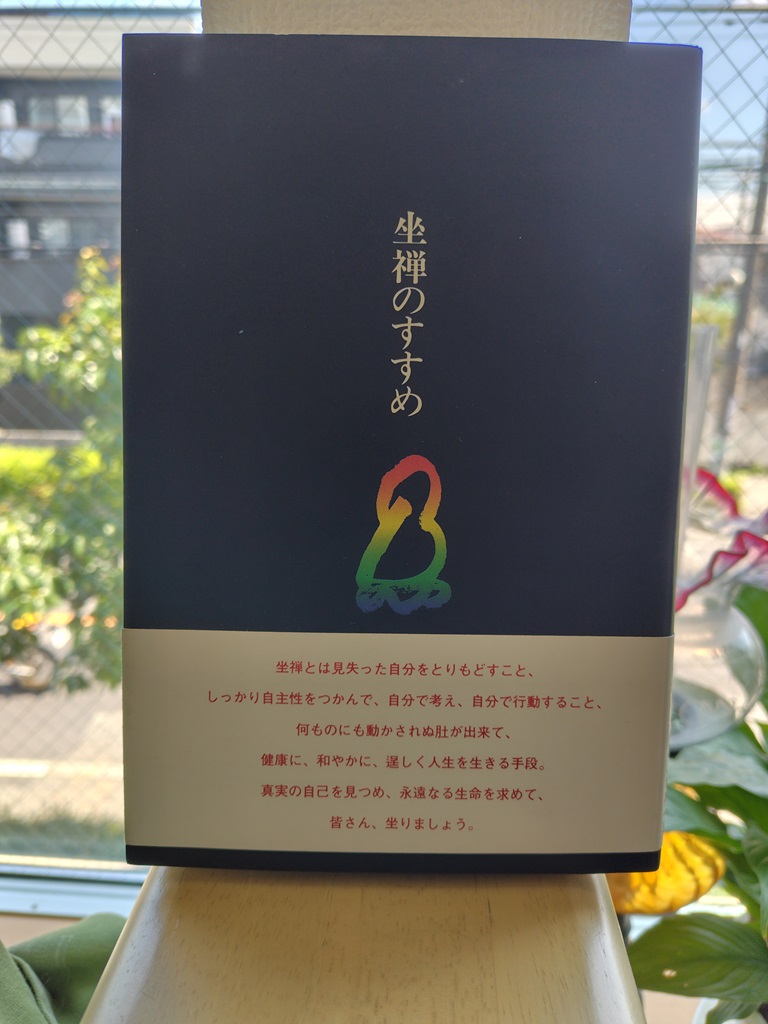 坐禅のすすめ
坐禅とは見失った自分をとりもどすこと、
しっかり自主性をつかんで、自分で考え、自分で行動すること、
何ものにも動かされぬ肚が出来て、
健康に、和やかに、逞しく人生を生きる手段。
真実の自己を見つめ、永遠なる生命を求めて、
皆さん、坐りましょう。